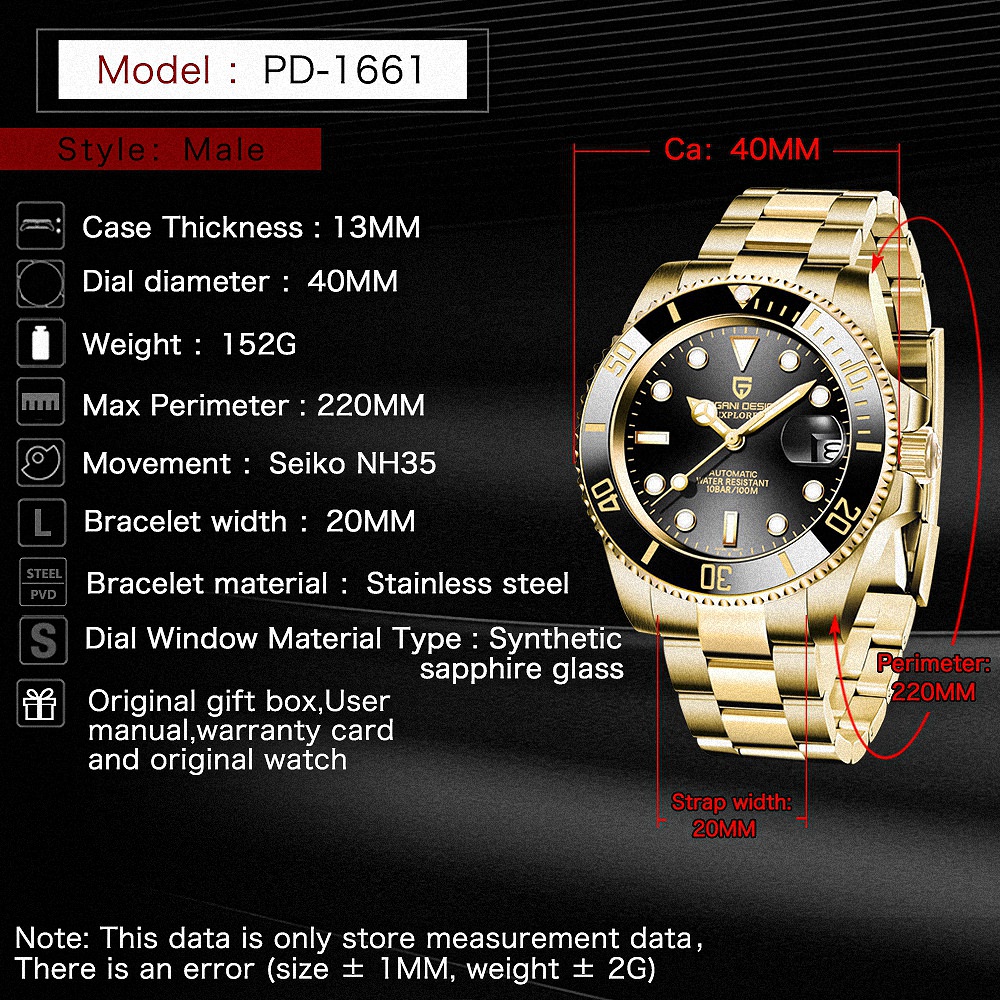 Model : PD-1661
Style: Male
Ca: 40MM
Case Thickness : 13MM
Dial diameter : 40MM
Weight : 152G
Max Perimeter : 220MM
Movement : Seiko NH35
L
Bracelet width : 20MM
STEEL
PVD
Bracelet material : Stainless steel
S
Dial Window Material Type : Synthetic
sapphire glass
Original gift box,User
manual,warranty card
and original watch
50
40
30
20
10
AUTOMATIC
WATER RESISTANT
10BAR/100M
Perimeter:
220MM
Strap width:
20MM
Note: This data is only store measurement data,
There is an error (size ± 1MM, weight ± 2G)